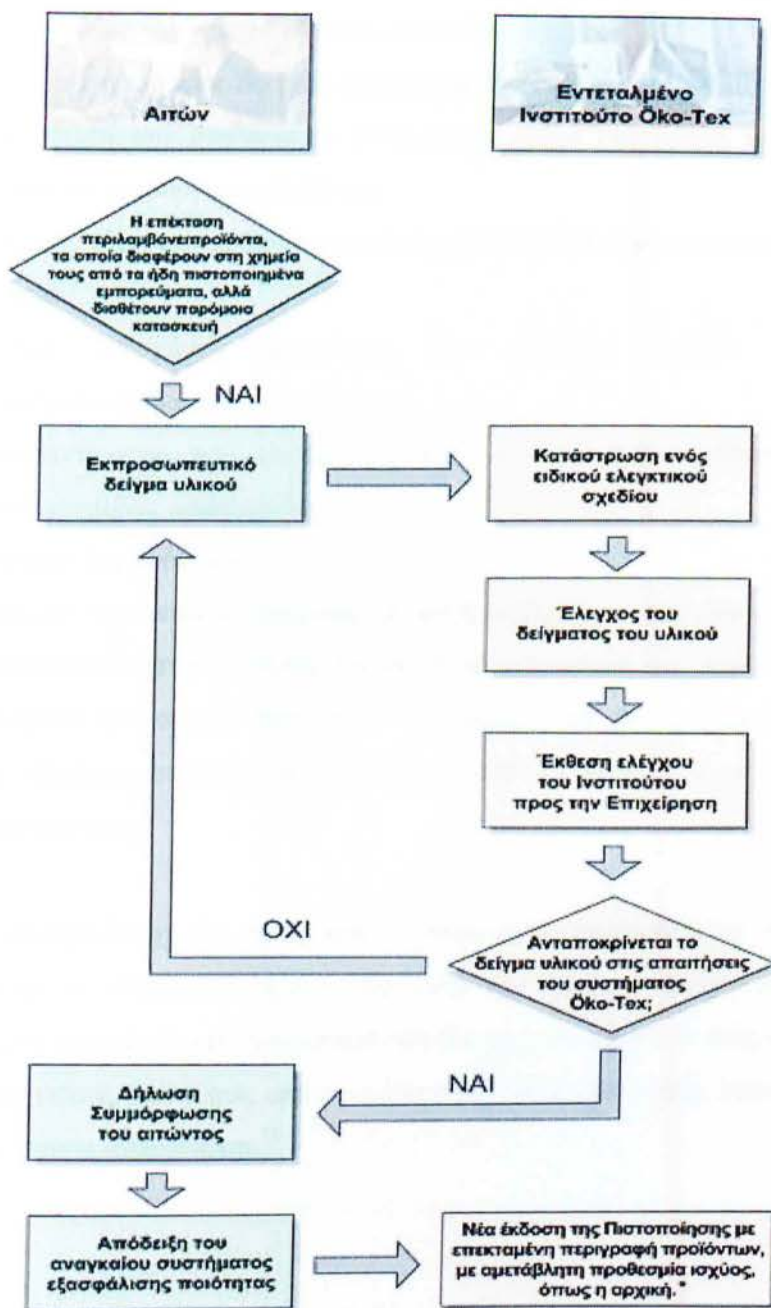 Αιτών
Εντεταλμένο
Ινστιτούτο Öko-Tex
Η επέκταση
περιλαμβάνειπροϊόντα,
τα οποία διαφέρουν στη χημεία
τους από τα ήδη πιστοποιημένα
εμπορεύματα, αλλά
διαθέτουν παρόμοια
κατασκευή
ΝΑΙ
Εκπροσωπευτικό
δείγμα υλικού
Κατάστρωση ενός
ειδικού ελεγκτικού
σχεδίου
Έλεγχος του
δείγματος του υλικού
Έκθεση ελέγχου
του Ινστιτούτου
προς την Επιχείρηση
Ανταποκρίνεται το
δείγμα υλικού στις απαιτήσεις
του συστήματος
Öko-Tex;
ΟΧΙ
ΝΑΙ
Δήλωση
Συμμόρφωσης
του αιτώντος
Απόδειξη του
αναγκαίου συστήματος
εξασφάλισης ποιότητας
Νέα έκδοση της Πιστοποίησης με
επεκταμένη περιγραφή προϊόντων,
με αμετάβλητη προθεσμία ισχύος,
όπως η αρχική.*